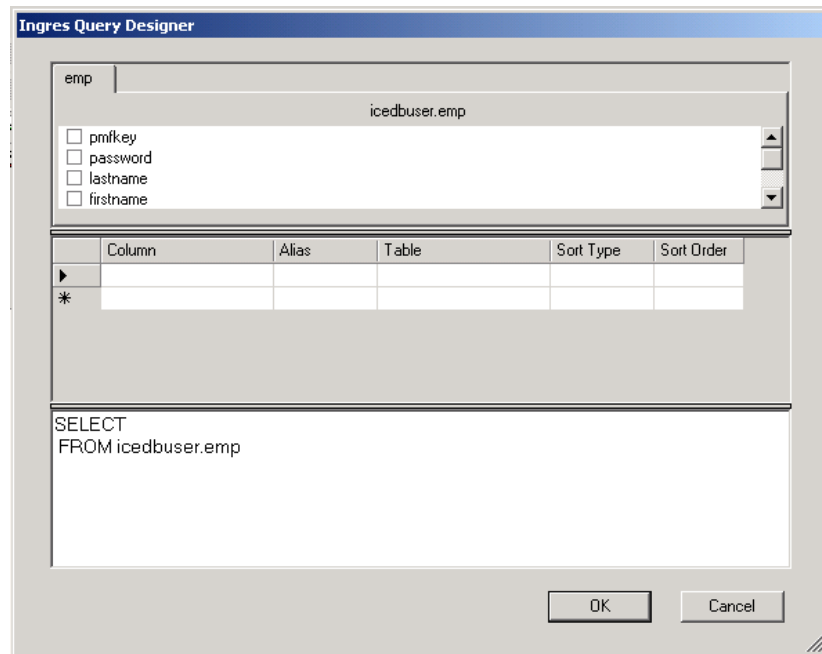 Ingres Query Designer
emp
icedbuser.emp
pmfkey
password
lastname
firstname
Column Alias Table Sort Type Sort Order
SELECT
FROM icedbuser.emp
OK Cancel